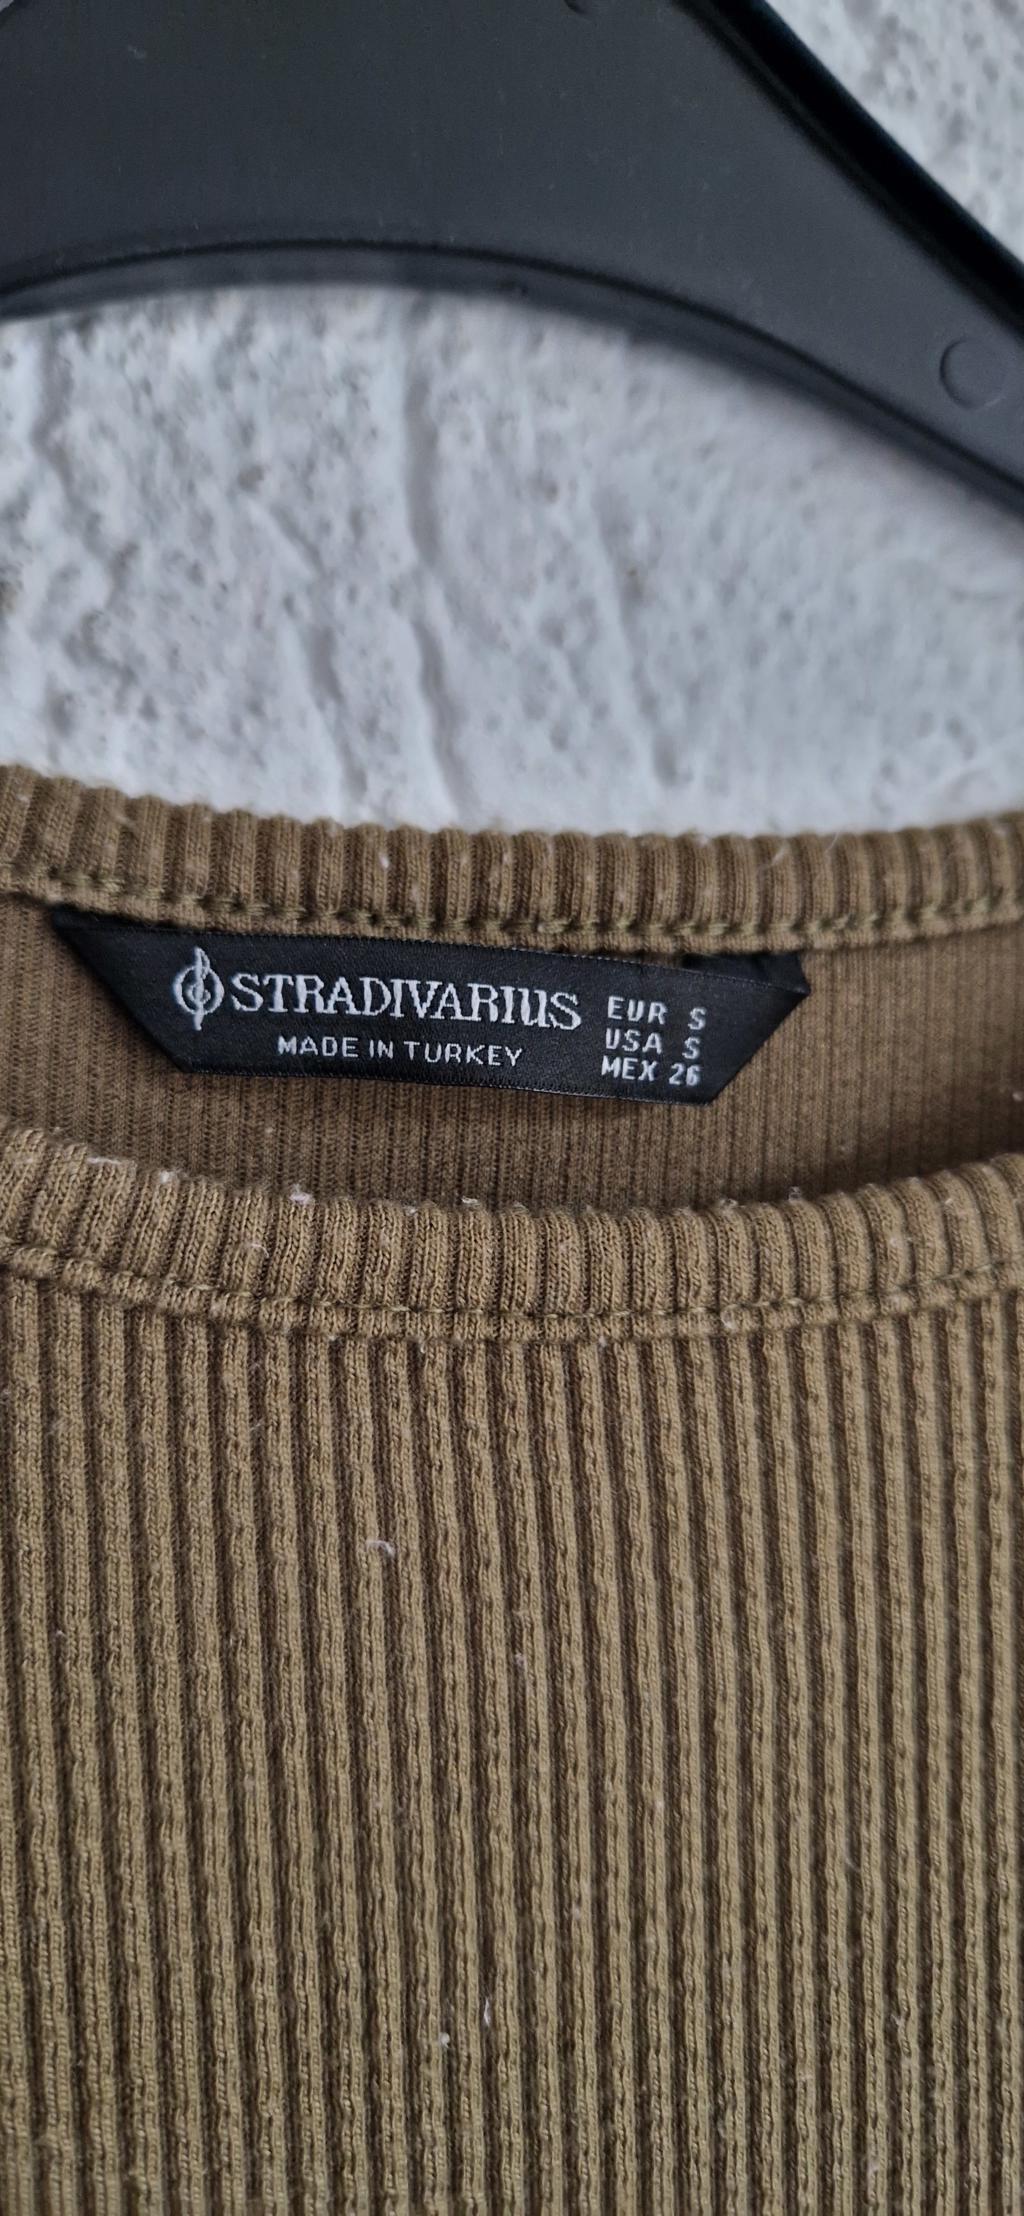 STRADIVARIUS
MADE IN TURKEY
EUR S
USA S
MEX 26